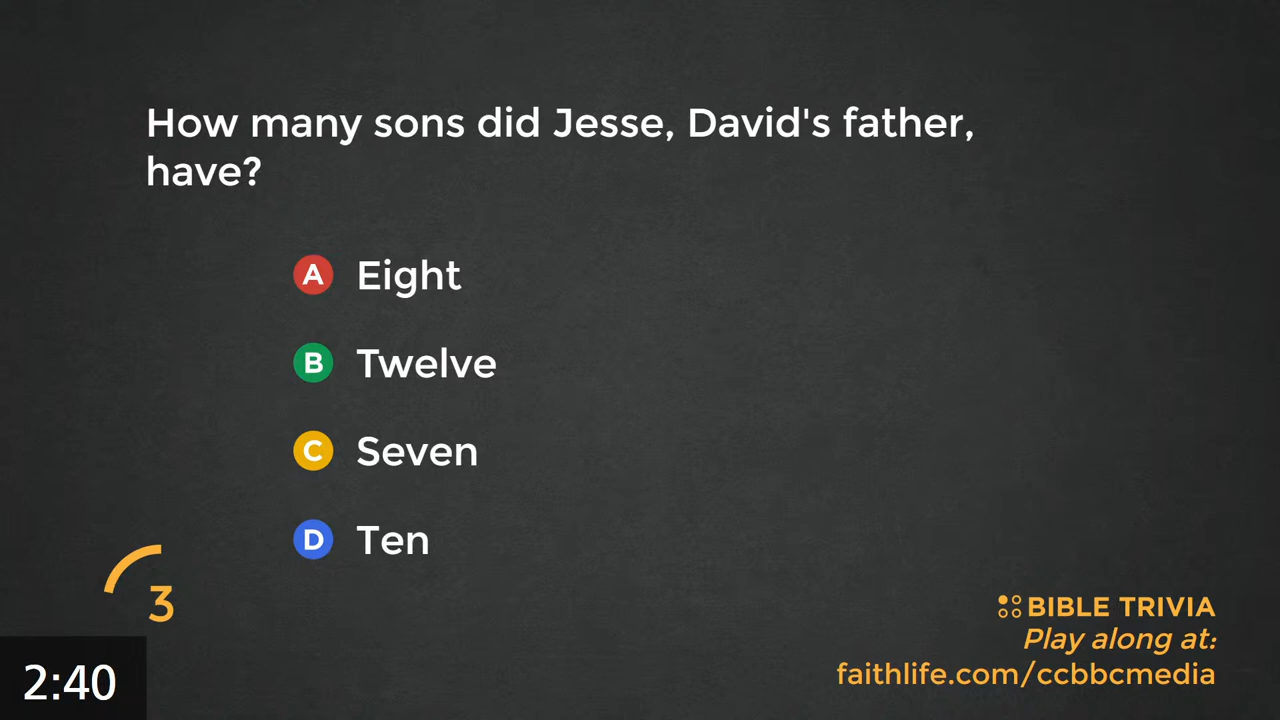 How many sons did Jesse, David's father,
have?
A Eight
B Twelve
C Seven
D Ten
3
BIBLE TRIVIA
Play along at:
faithlife.com/ccbbcmedia
2:40